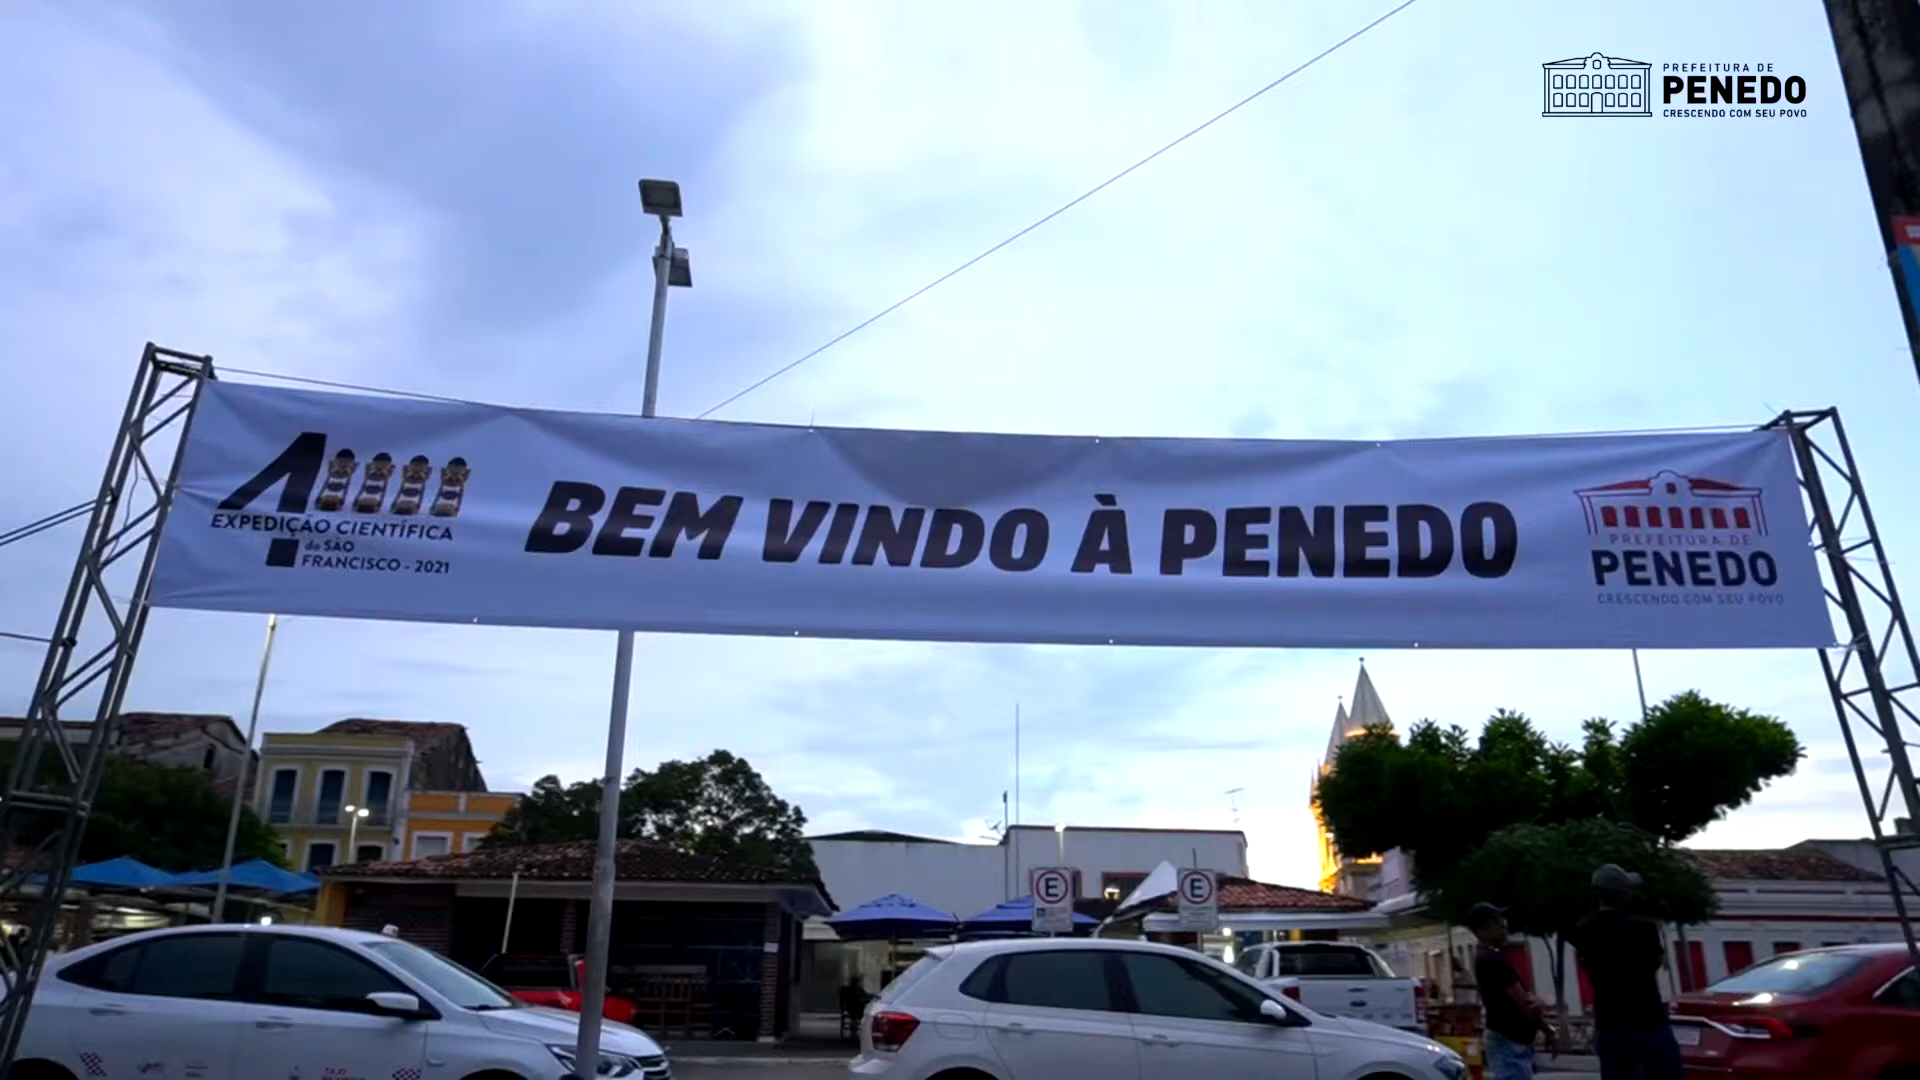 PREFEITURA DE
PENEDO
CRESCENDO COM SEU POVO
EXPEDIÇÃO CIENTÍFICA
do SÃO
FRANCISCO - 2021
BEM VINDO À PENEDO
PREFEITURA DE
PENEDO
CRESCENDO COM SEU POVO
E
E
TAXI